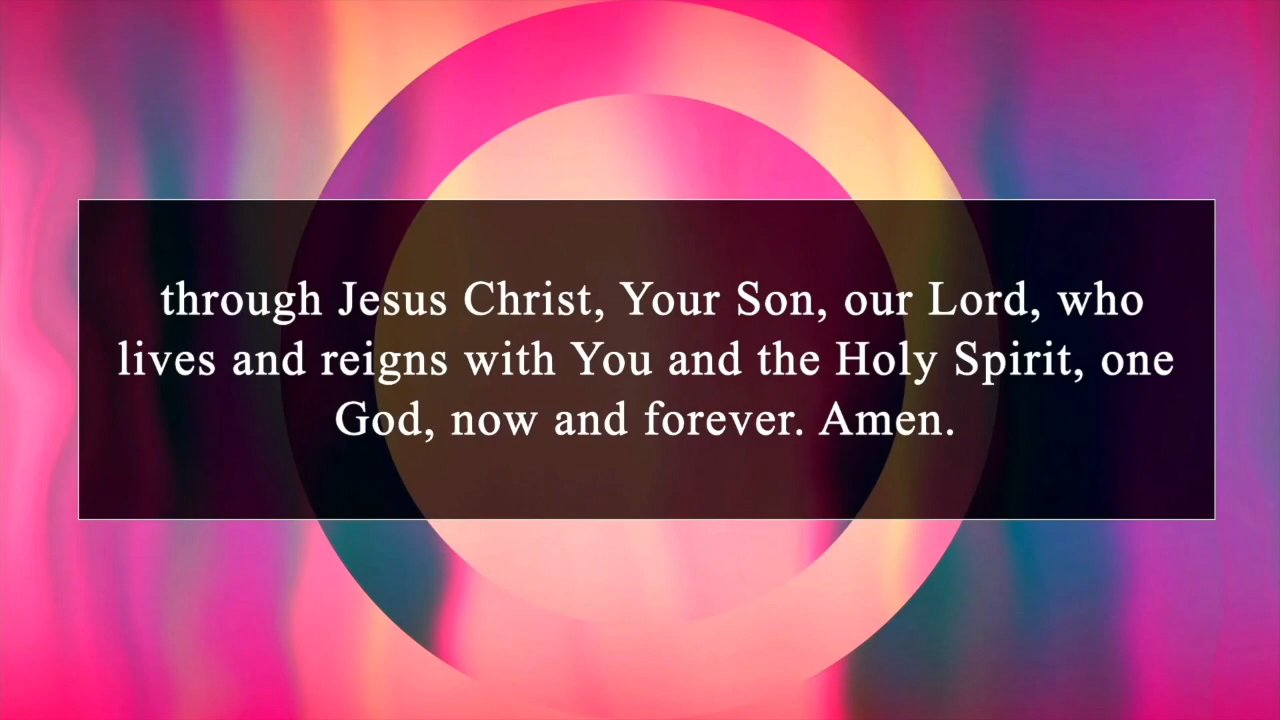 through Jesus Christ, Your Son, our Lord, who
lives and reigns with You and the Holy Spirit, one
God, now and forever. Amen.